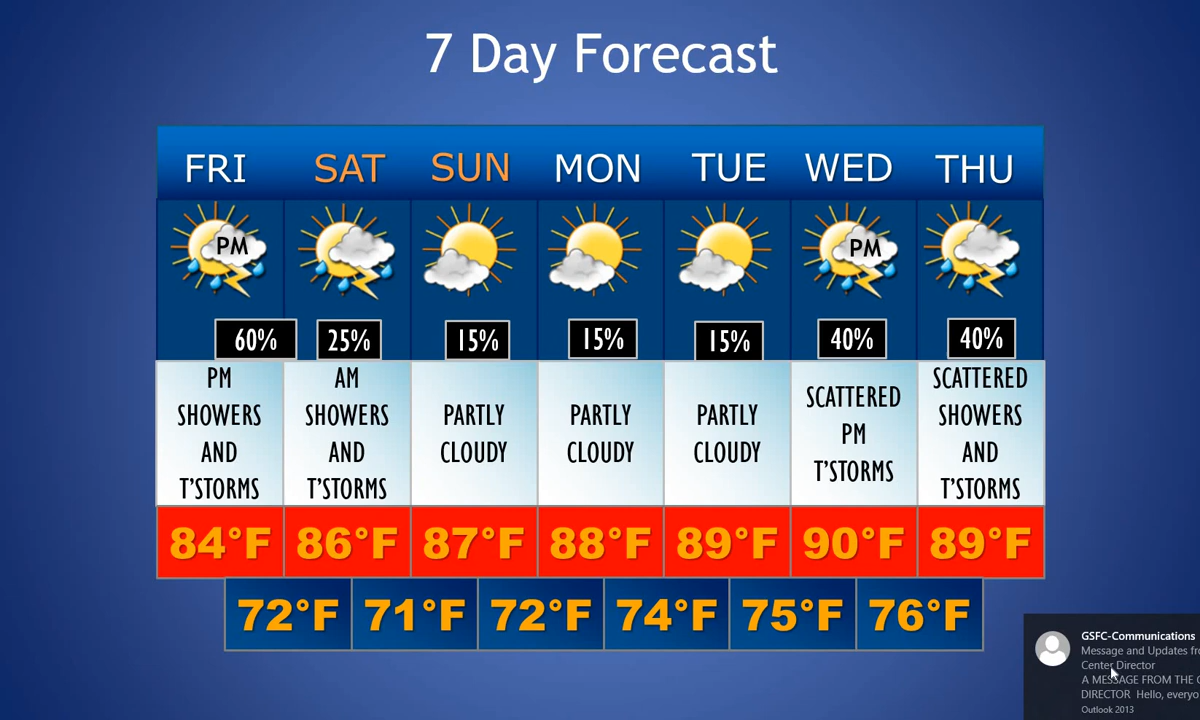 7 Day Forecast
FRI SAT SUN MON TUE WED THU
PM PM
60% 25% 15% 15% 15% 40% 40%
PM
SHOWERS
AND
T'STORMS
AM
SHOWERS
AND
T'STORMS
PARTLY
CLOUDY
PARTLY
CLOUDY
PARTLY
CLOUDY
SCATTERED
PM
T'STORMS
SCATTERED
SHOWERS
AND
T'STORMS
84°F 86°F 87°F 88°F 89°F 90°F 89°F
72°F 71°F 72°F 74°F 75°F 76°F
GSFC-Communications
Message and Updates
Center Director
A MESSAGE FROM THE
DIRECTOR Hello,
Outlook 2013